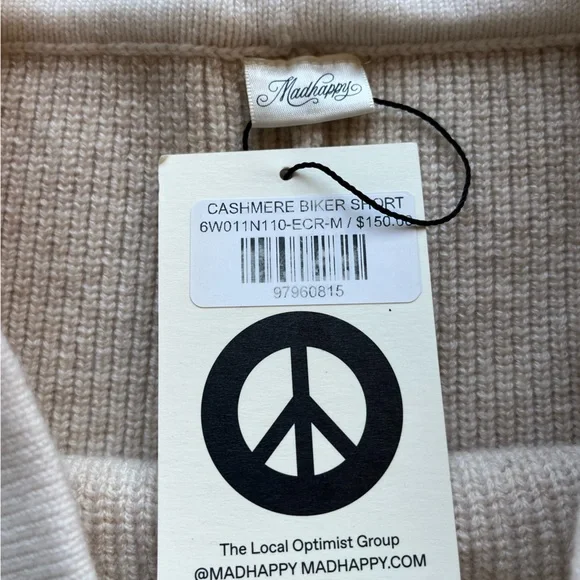 Madhappy
CASHMERE BIKER SHORT
6W011N110-ECR-M / $150.00
97960815
The Local Optimist Group
@MADHAPPY MADHAPPY.COM